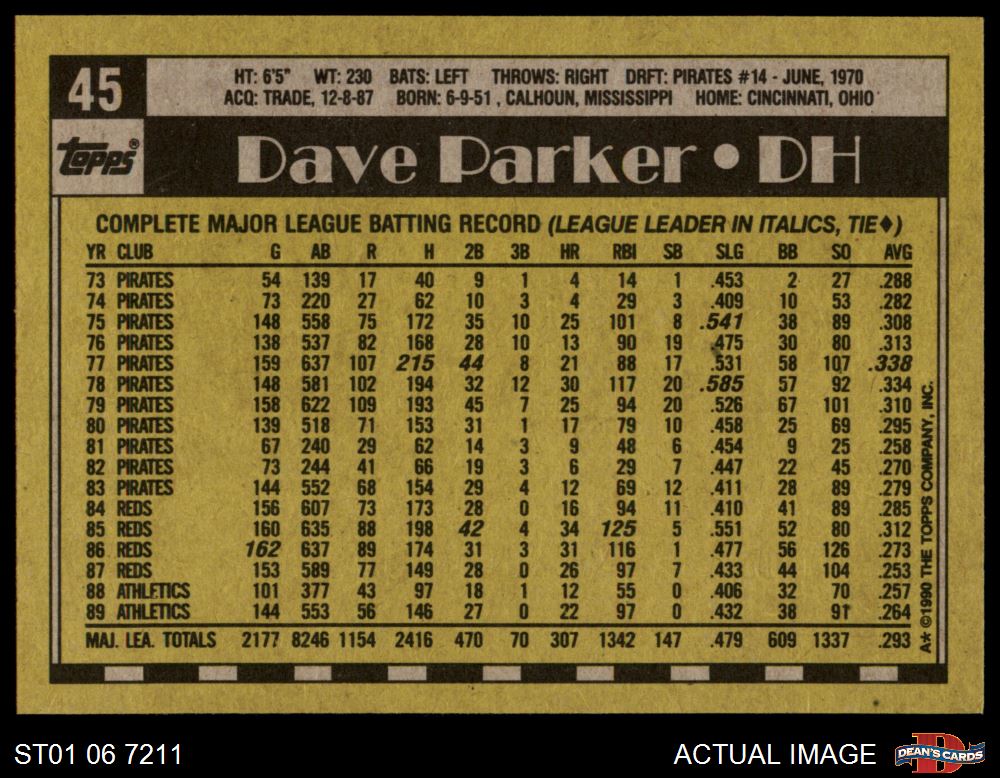 45
HT: 6'5" WT: 230 BATS: LEFT THROWS: RIGHT DRFT: PIRATES #14 - JUNE, 1970
ACQ: TRADE, 12-8-87 BORN: 6-9-51 , CALHOUN, MISSISSIPPI HOME: CINCINNATI, OHIO
topps®
Dave Parker • DH
COMPLETE MAJOR LEAGUE BATTING RECORD (LEAGUE LEADER IN ITALICS, TIE♦)
YR CLUB G AB R H 2B 3B HR RBI SB SLG BB SO AVG
73 PIRATES 54 139 17 40 9 1 4 14 1 .453 2 27 .288
74 PIRATES 73 220 27 62 10 3 4 29 3 .409 10 53 .282
75 PIRATES 148 558 75 172 35 10 25 101 8 .541 38 89 .308
76 PIRATES 138 537 82 168 28 10 13 90 19 .475 30 80 .313
77 PIRATES 159 637 107 215 44 8 21 88 17 .531 58 107 .338
78 PIRATES 148 581 102 194 32 12 30 117 20 .585 57 92 .334
79 PIRATES 158 622 109 193 45 7 25 94 20 .526 67 101 .310
80 PIRATES 139 518 71 153 31 1 17 79 10 .458 25 69 .295
81 PIRATES 67 240 29 62 14 3 9 48 6 .454 9 25 .258
82 PIRATES 73 244 41 66 19 3 6 29 7 .447 22 45 .270
83 PIRATES 144 552 68 154 29 4 12 69 12 .411 28 89 .279
84 REDS 156 607 73 173 28 0 16 94 11 .410 41 89 .285
85 REDS 160 635 88 198 42 4 34 125 5 .551 52 80 .312
86 REDS 162 637 89 174 31 3 31 116 1 .477 56 126 .273
87 REDS 153 589 77 149 28 0 26 97 7 .433 44 104 .253
88 ATHLETICS 101 377 43 97 18 1 12 55 0 .406 32 70 .257
89 ATHLETICS 144 553 56 146 27 0 22 97 0 .432 38 91 .264
MAJ. LEA. TOTALS 2177 8246 1154 2416 470 70 307 1342 147 .479 609 1337 .293
A★ ©1990 THE TOPPS COMPANY, INC.
ST01 06 7211
ACTUAL IMAGE
DEAN'S CARDS